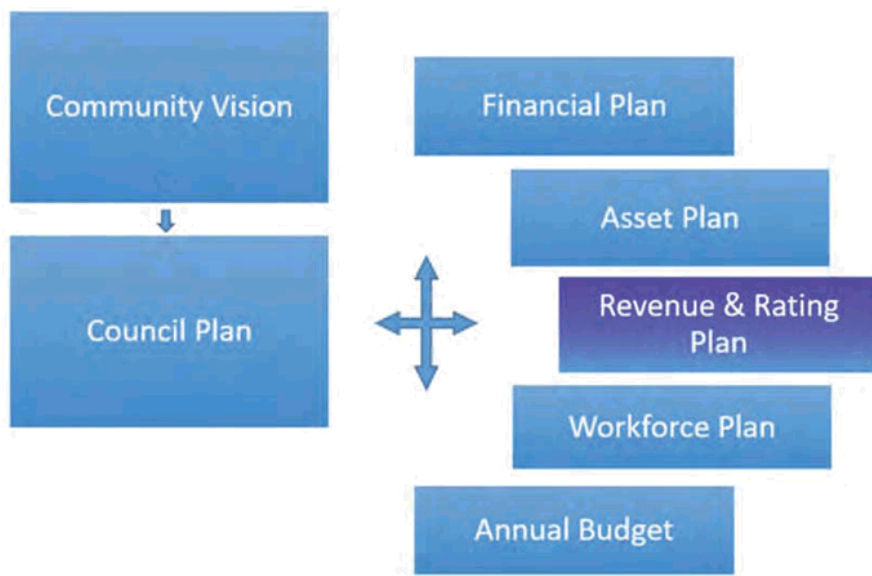 Community Vision
Council Plan
Financial Plan
Asset Plan
Revenue & Rating
Plan
Workforce Plan
Annual Budget